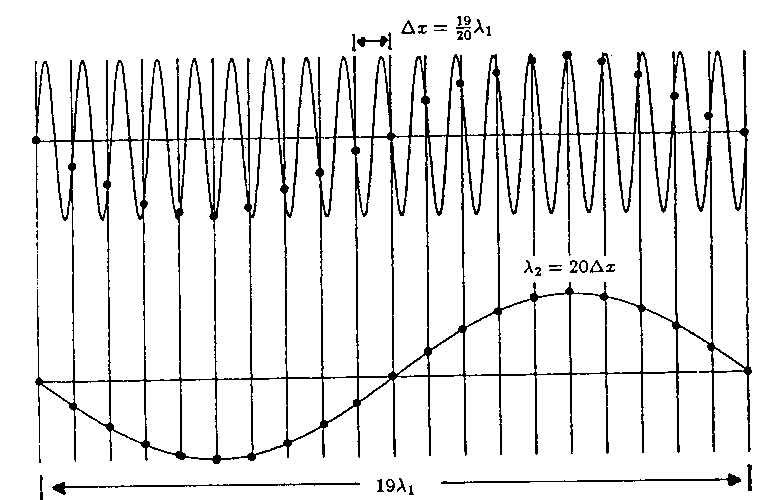 Δx = 19/20 λ₁
λ₂ = 20Δx
19λ₁